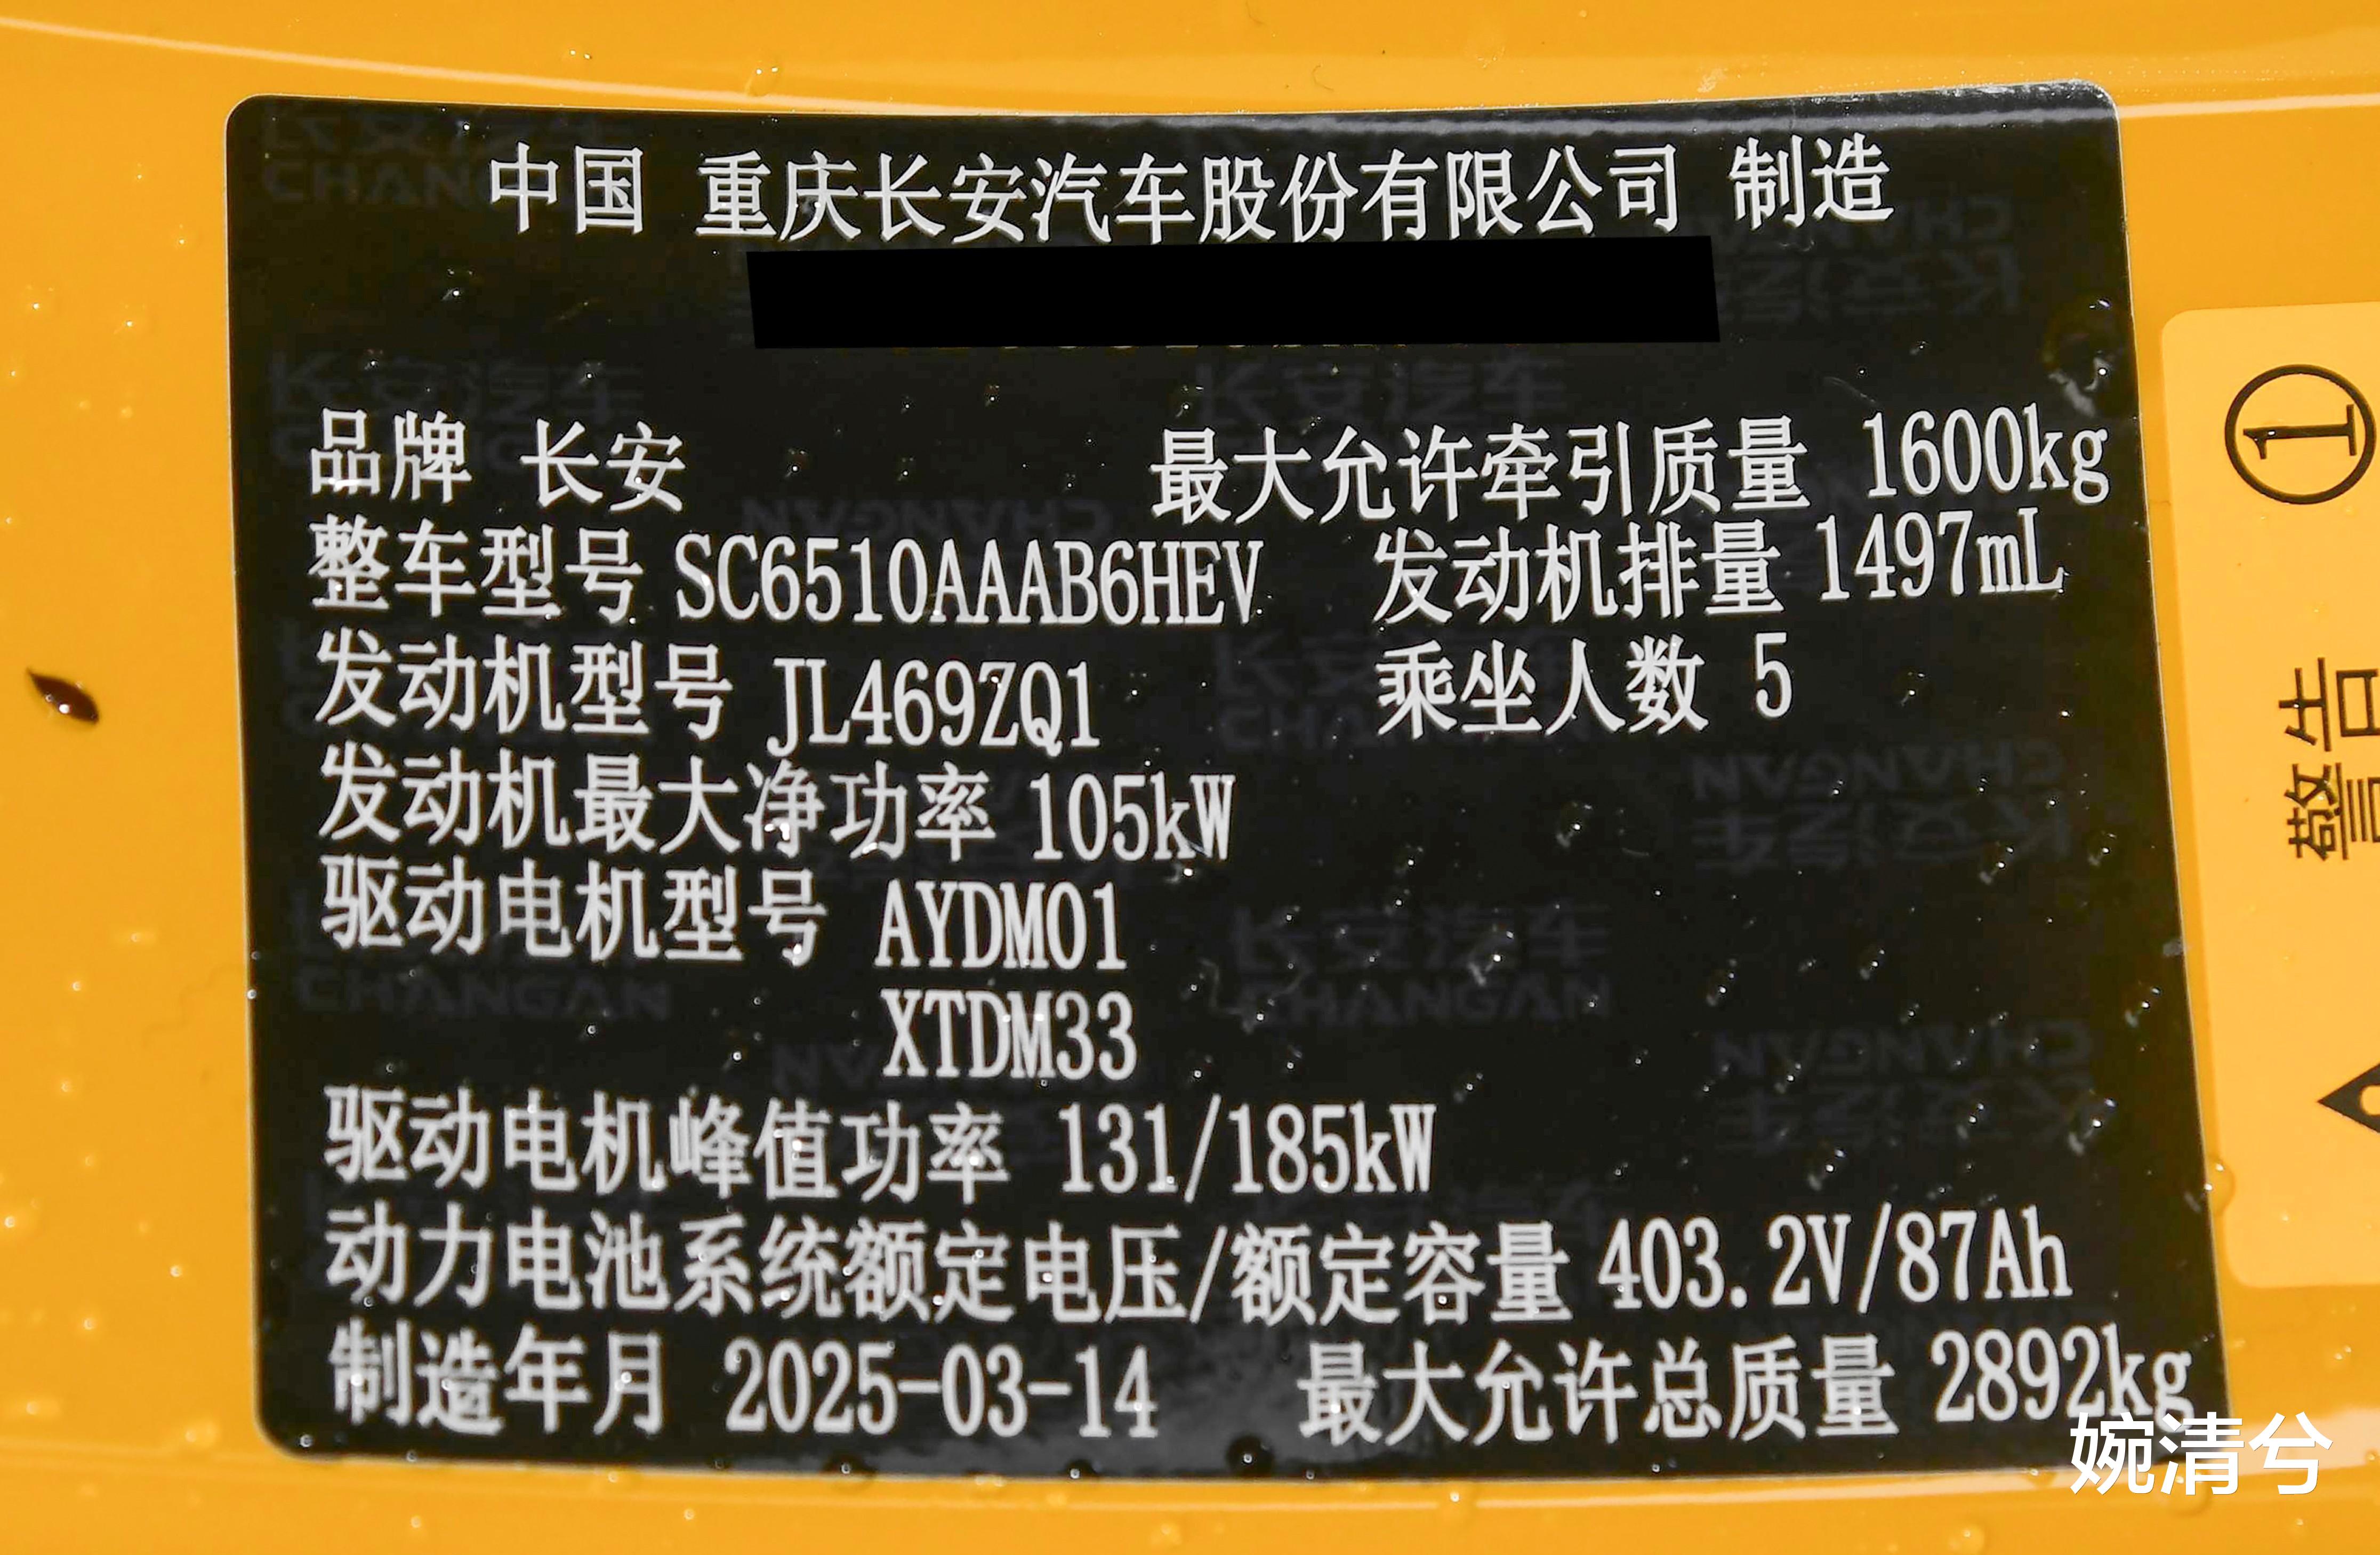 中国 重庆长安汽车股份有限公司 制造
品牌 长安 最大允许牵引质量 1600kg
整车型号 SC6510AAAB6HEV 发动机排量 1497mL
发动机型号 JL469ZQ1 乘坐人数 5
发动机最大净功率 105kW
驱动电机型号 AYDM01
XTDM33
驱动电机峰值功率 131/185kW
动力电池系统额定电压/额定容量 403.2V/87Ah
制造年月 2025-03-14 最大允许总质量 2892kg
① 警告
婉清兮